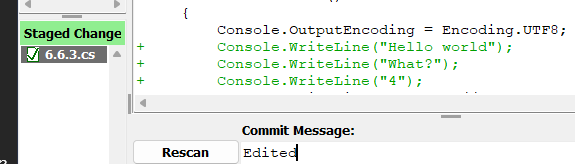 {
Console.OutputEncoding = Encoding.UTF8;
Staged Change
+ Console.WriteLine("Hello world");
6.6.3.cs
+ Console.WriteLine("What?");
+ Console.WriteLine("4");
Commit Message:
Rescan
Edited